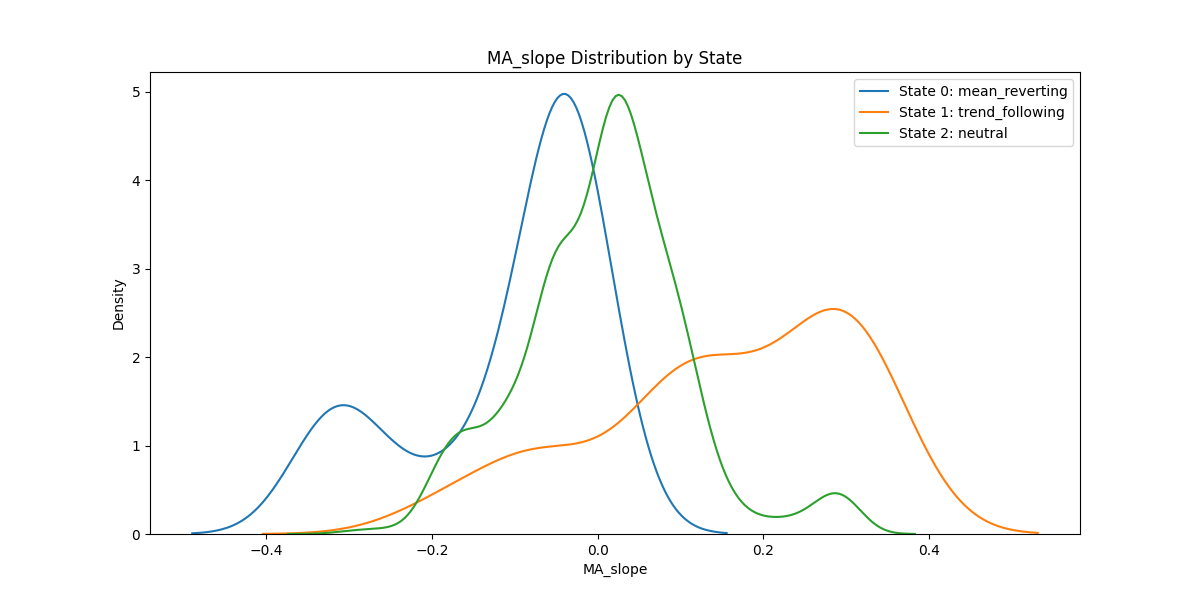 MA_slope Distribution by State
State 0: mean_reverting
State 1: trend_following
State 2: neutral
Density
5
4
3
2
1
0
−0.4
−0.2
0.0
0.2
0.4
MA_slope